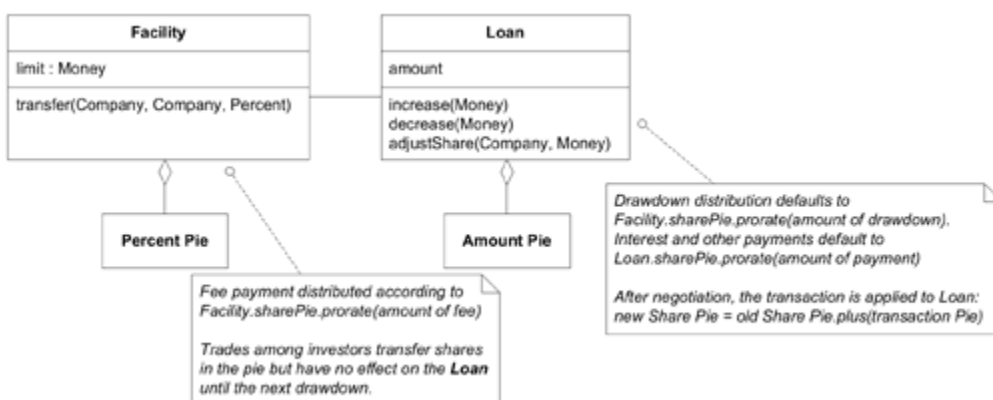 Facility
limit : Money
transfer(Company, Company, Percent)
Loan
amount
increase(Money)
decrease(Money)
adjustShare(Company, Money)
Percent Pie
Amount Pie
Fee payment distributed according to
Facility.sharePie.prorate(amount of fee)
Trades among investors transfer shares
in the pie but have no effect on the Loan
until the next drawdown.
Drawdown distribution defaults to
Facility.sharePie.prorate(amount of drawdown).
Interest and other payments default to
Loan.sharePie.prorate(amount of payment)
After negotiation, the transaction is applied to Loan:
new Share Pie = old Share Pie.plus(transaction Pie)